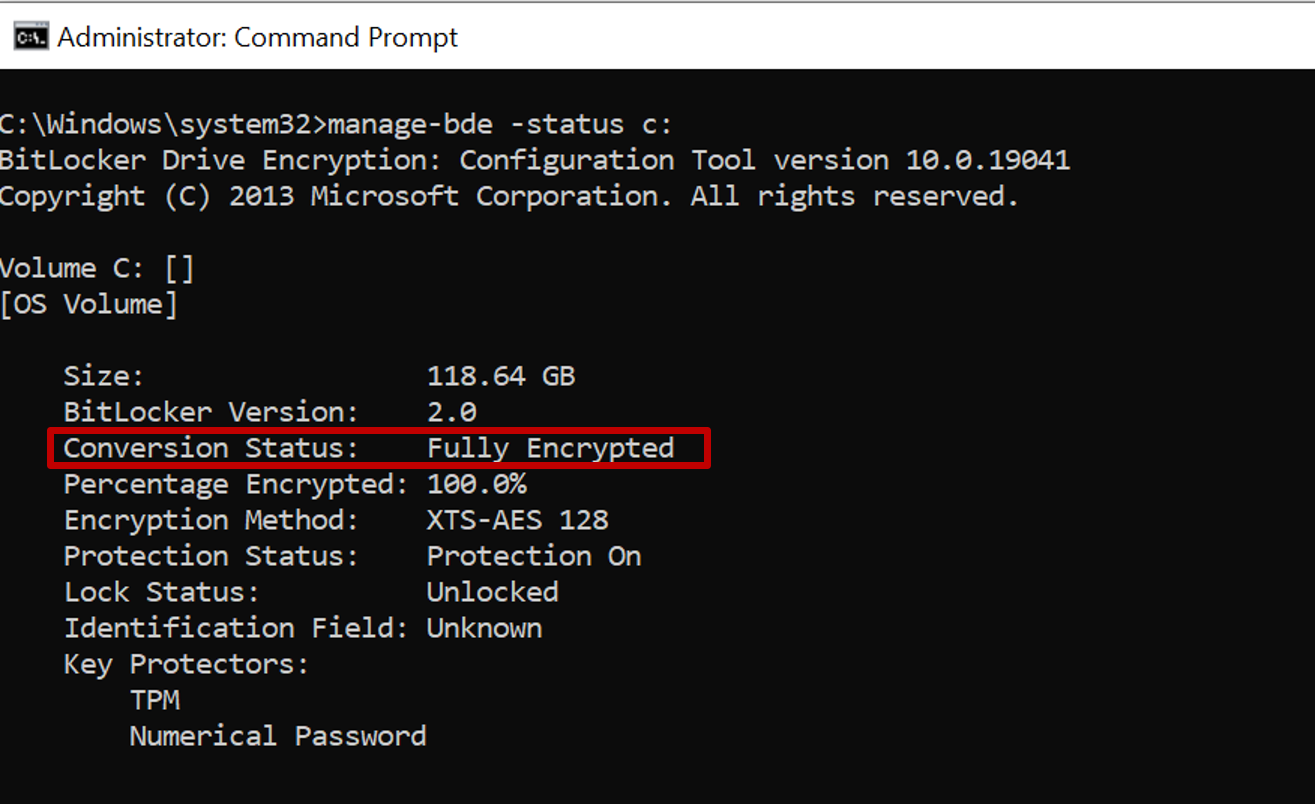 Administrator: Command Prompt
C:\Windows\system32>manage-bde -status c:
BitLocker Drive Encryption: Configuration Tool version 10.0.19041
Copyright (C) 2013 Microsoft Corporation. All rights reserved.
Volume C: []
[OS Volume]
Size: 118.64 GB
BitLocker Version: 2.0
Conversion Status: Fully Encrypted
Percentage Encrypted: 100.0%
Encryption Method: XTS-AES 128
Protection Status: Protection On
Lock Status: Unlocked
Identification Field: Unknown
Key Protectors:
TPM
Numerical Password